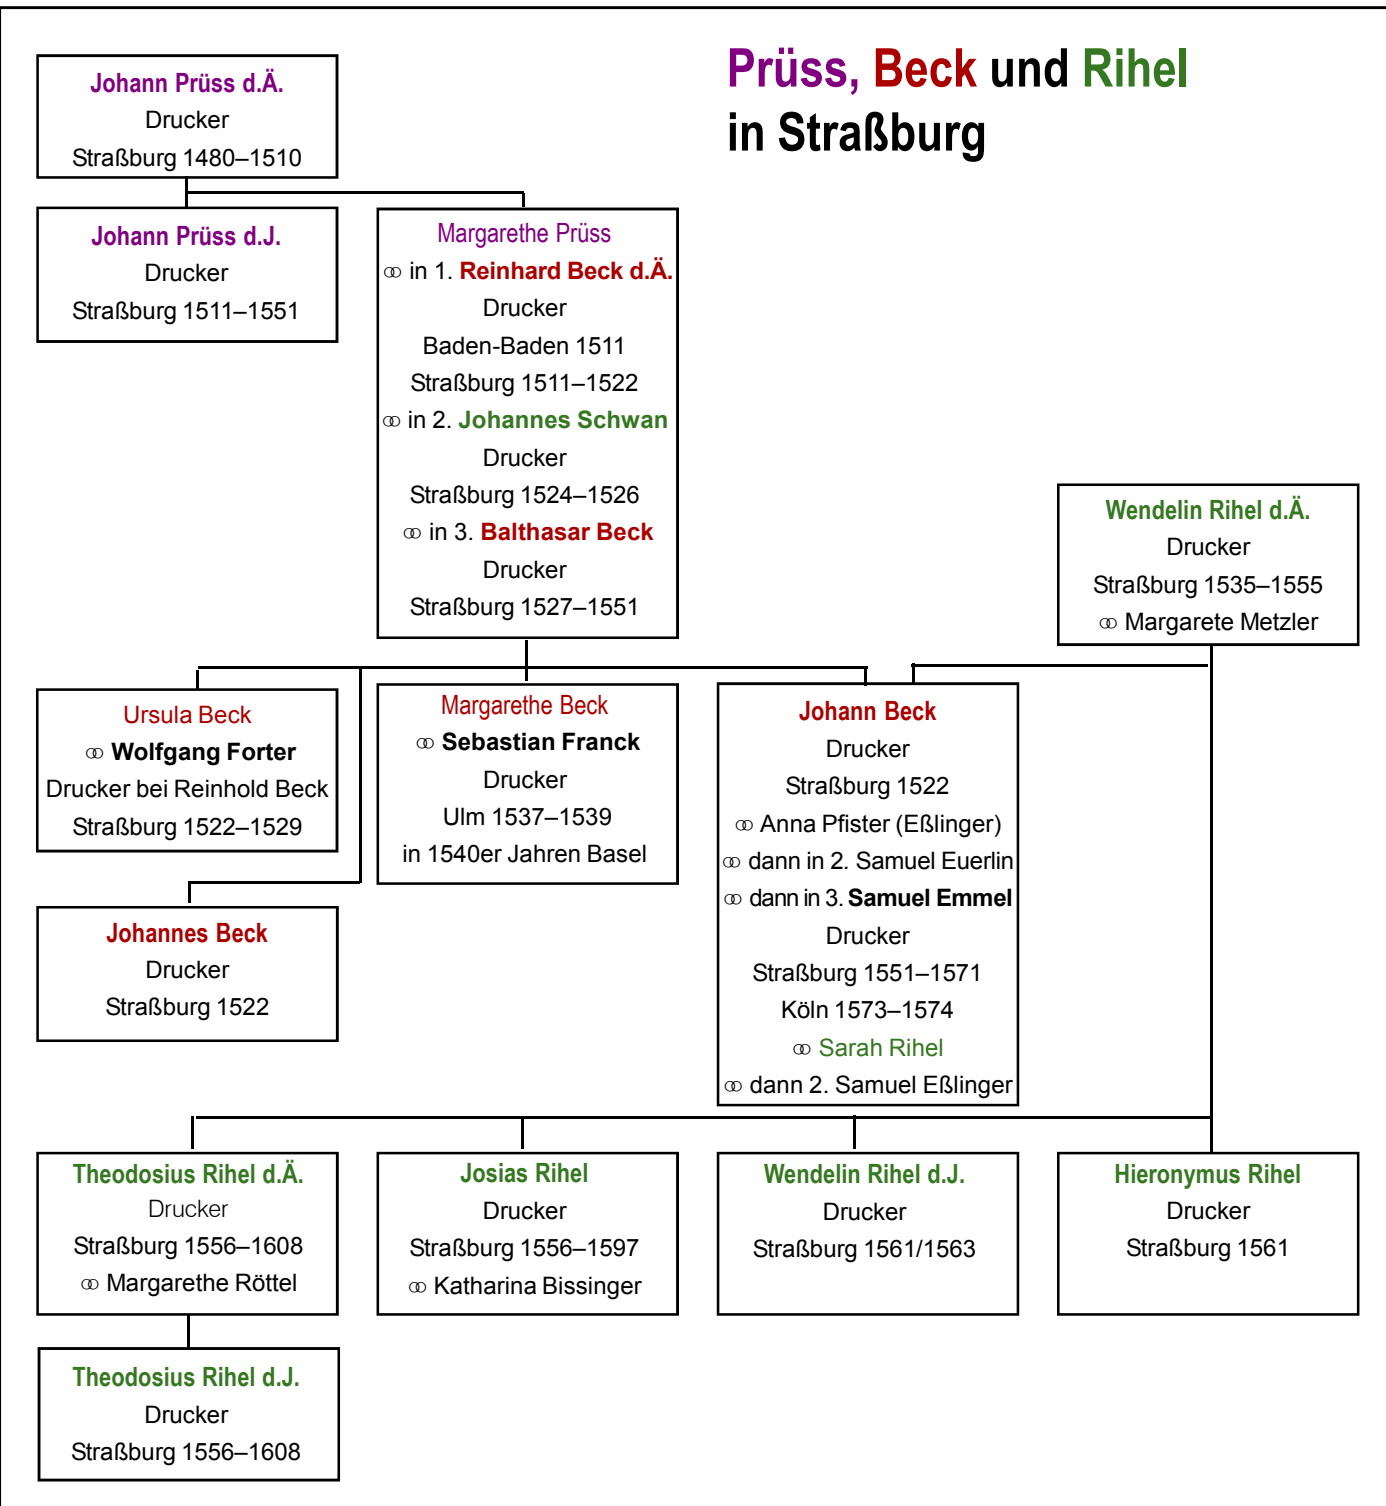 Prüss, Beck und Rihel
in Straßburg
Johann Prüss d.Ä.
Drucker
Straßburg 1480–1510
Johann Prüss d.J.
Drucker
Straßburg 1511–1551
Margarethe Prüss
⚭ in 1. Reinhard Beck d.Ä.
Drucker
Baden-Baden 1511
Straßburg 1511–1522
⚭ in 2. Johannes Schwan
Drucker
Straßburg 1524–1526
⚭ in 3. Balthasar Beck
Drucker
Straßburg 1527–1551
Wendelin Rihel d.Ä.
Drucker
Straßburg 1535–1555
⚭ Margarete Metzler
Ursula Beck
⚭ Wolfgang Forter
Drucker bei Reinhold Beck
Straßburg 1522–1529
Margarethe Beck
⚭ Sebastian Franck
Drucker
Ulm 1537–1539
in 1540er Jahren Basel
Johann Beck
Drucker
Straßburg 1522
⚭ Anna Pfister (Eßlinger)
⚭ dann in 2. Samuel Euerlin
⚭ dann in 3. Samuel Emmel
Drucker
Straßburg 1551–1571
Köln 1573–1574
⚭ Sarah Rihel
⚭ dann 2. Samuel Eßlinger
Johannes Beck
Drucker
Straßburg 1522
Theodosius Rihel d.Ä.
Drucker
Straßburg 1556–1608
⚭ Margarethe Röttel
Josias Rihel
Drucker
Straßburg 1556–1597
⚭ Katharina Bissinger
Wendelin Rihel d.J.
Drucker
Straßburg 1561/1563
Hieronymus Rihel
Drucker
Straßburg 1561
Theodosius Rihel d.J.
Drucker
Straßburg 1556–1608